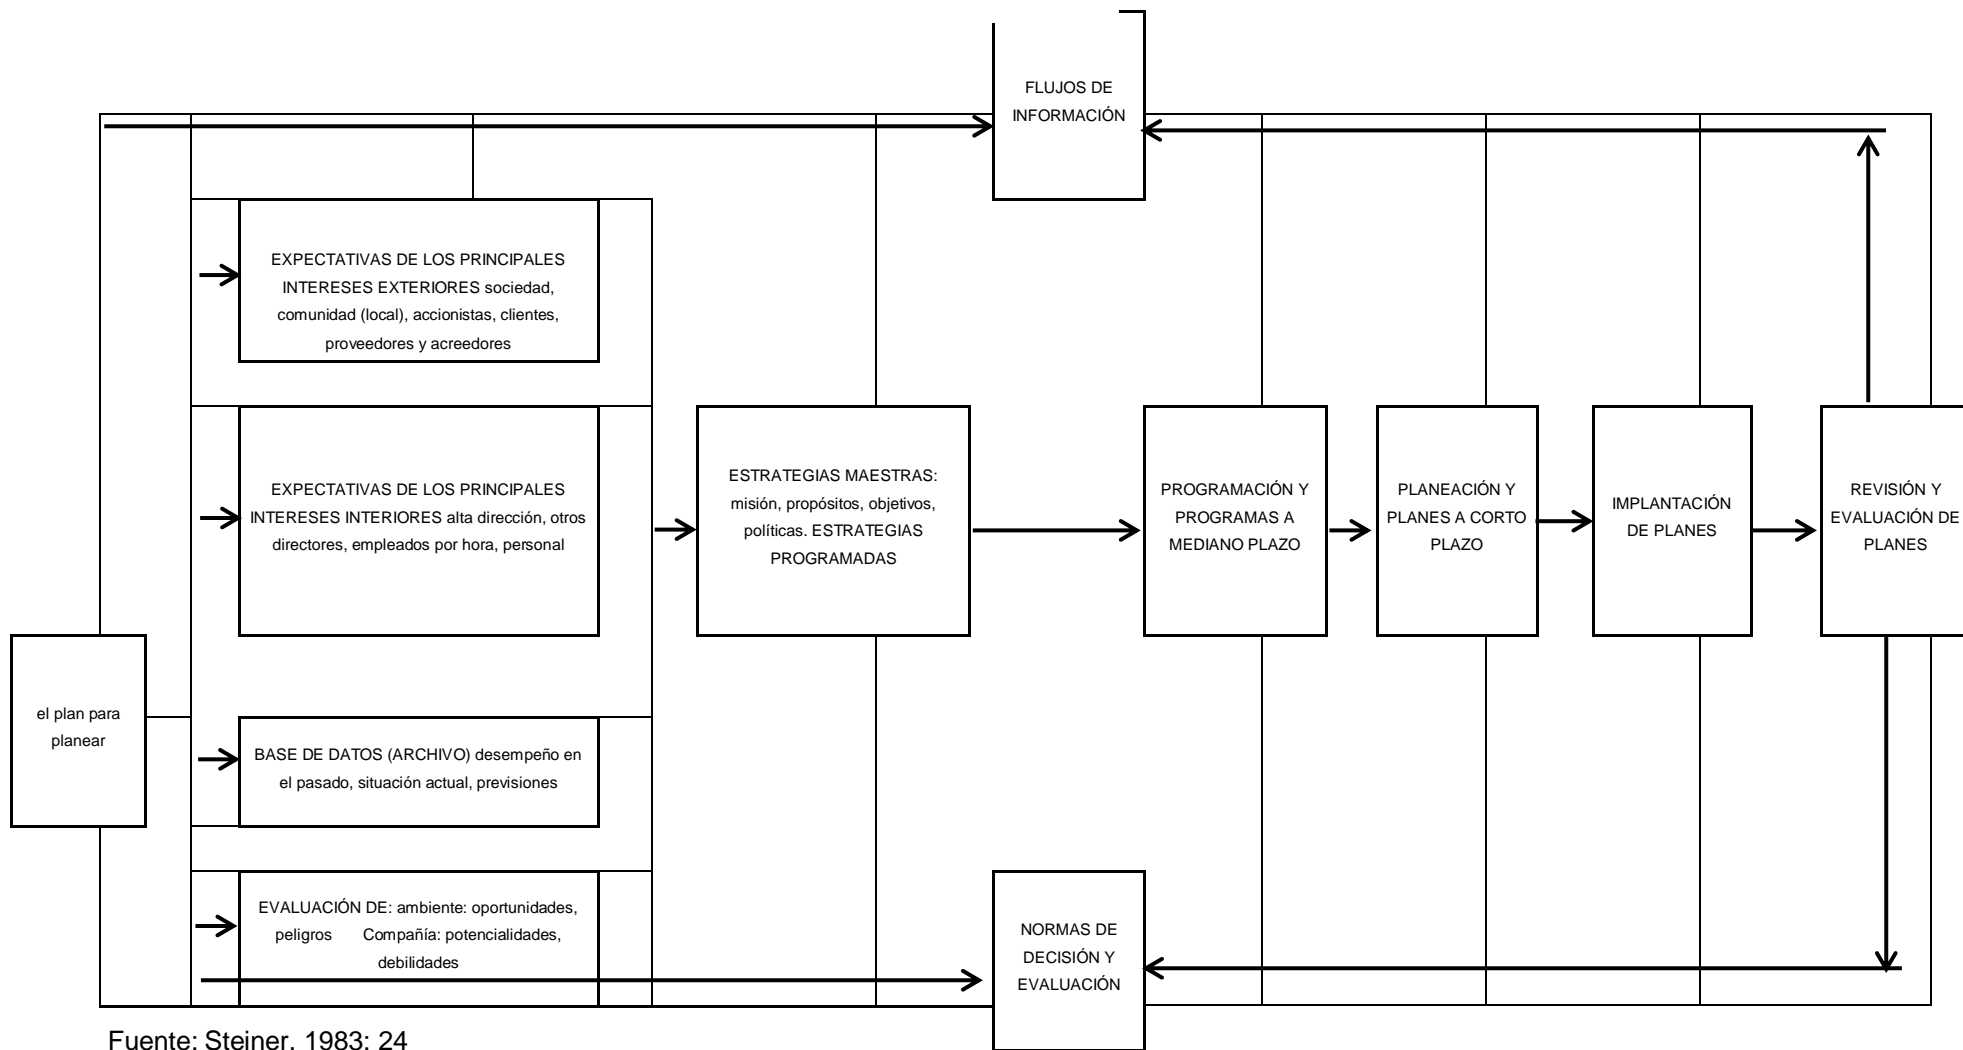 FLUJOS DE
INFORMACIÓN
EXPECTATIVAS DE LOS PRINCIPALES
INTERESES EXTERIORES sociedad,
comunidad (local), accionistas, clientes,
proveedores y acreedores
EXPECTATIVAS DE LOS PRINCIPALES
INTERESES INTERIORES alta dirección, otros
directores, empleados por hora, personal
ESTRATEGIAS MAESTRAS:
misión, propósitos, objetivos,
políticas. ESTRATEGIAS
PROGRAMADAS
PROGRAMACIÓN Y
PROGRAMAS A
MEDIANO PLAZO
PLANEACIÓN Y
PLANES A CORTO
PLAZO
IMPLANTACIÓN
DE PLANES
REVISIÓN Y
EVALUACIÓN DE
PLANES
el plan para
planear
BASE DE DATOS (ARCHIVO) desempeño en
el pasado, situación actual, previsiones
EVALUACIÓN DE: ambiente: oportunidades,
peligros Compañía: potencialidades,
debilidades
NORMAS DE
DECISIÓN Y
EVALUACIÓN
Fuente: Steiner, 1983: 24